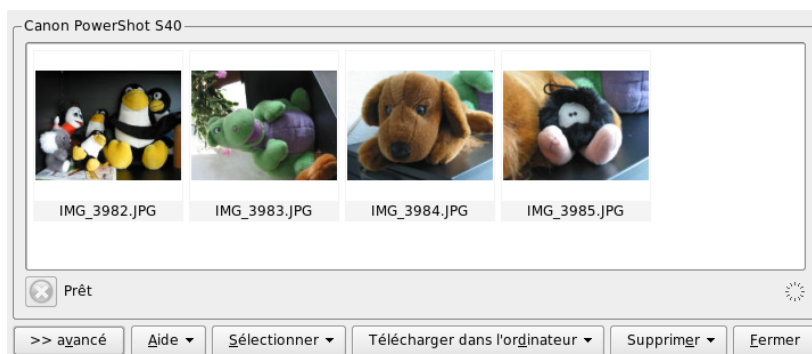 Canon PowerShot S40
IMG_3982.JPG IMG_3983.JPG IMG_3984.JPG IMG_3985.JPG
Prêt
>> avancé Aide Sélectionner Télécharger dans l'ordinateur Supprimer Fermer